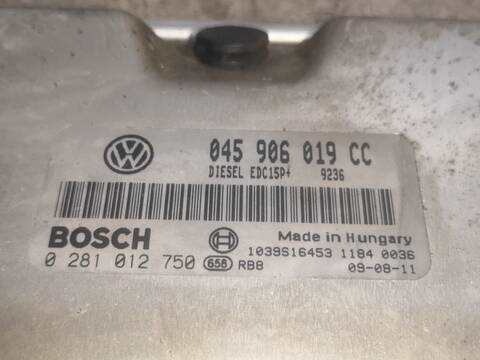 045 906 019 CC
DIESEL EDC15P+ 9236
BOSCH
Made in Hungary
1039S16453 1184 0036
0 281 012 750 656 RB8 09-08-11